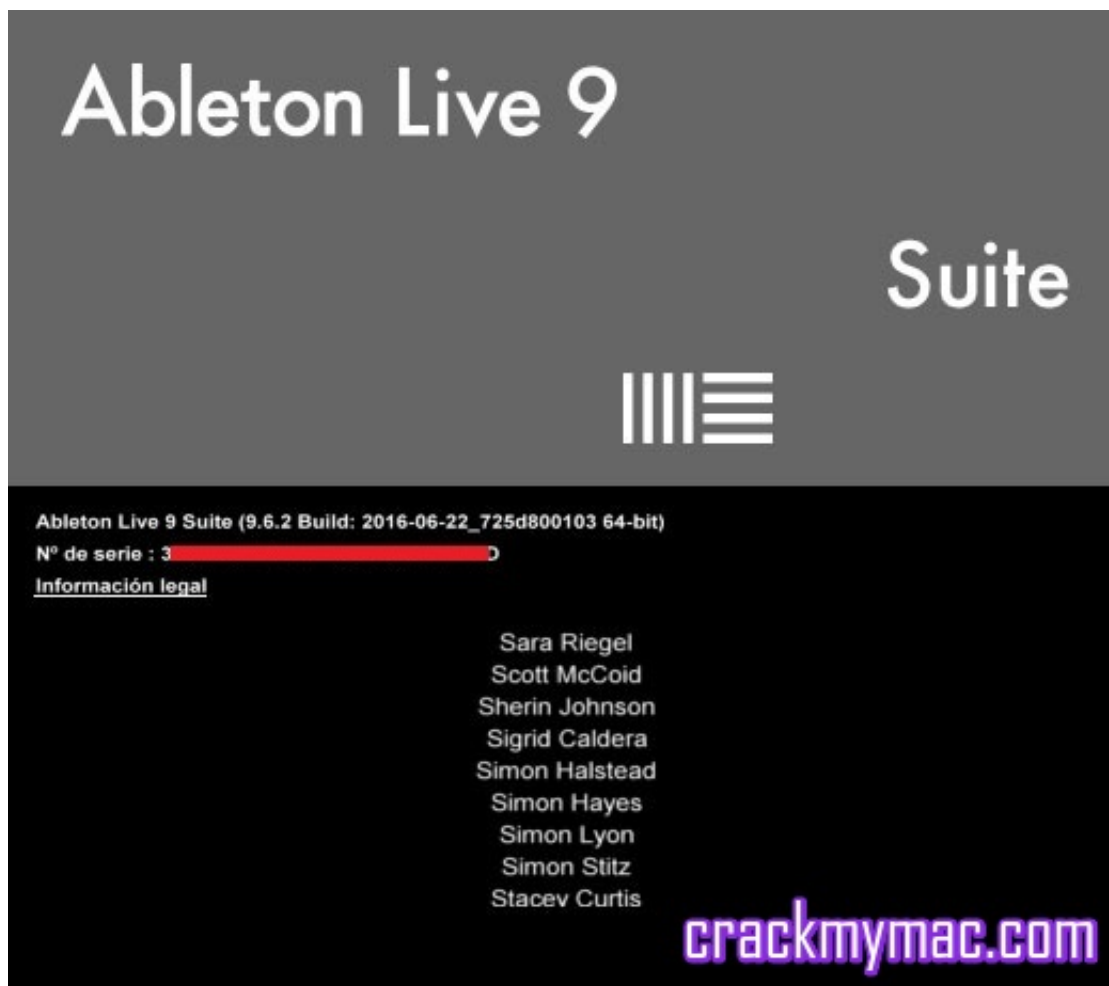 Ableton Live 9
Suite
Ableton Live 9 Suite (9.6.2 Build: 2016-06-22_725d800103 64-bit)
Nº de serie : 3 D
Información legal
Sara Riegel
Scott McCoid
Sherin Johnson
Sigrid Caldera
Simon Halstead
Simon Hayes
Simon Lyon
Simon Stitz
Stacey Curtis
crackmymac.com